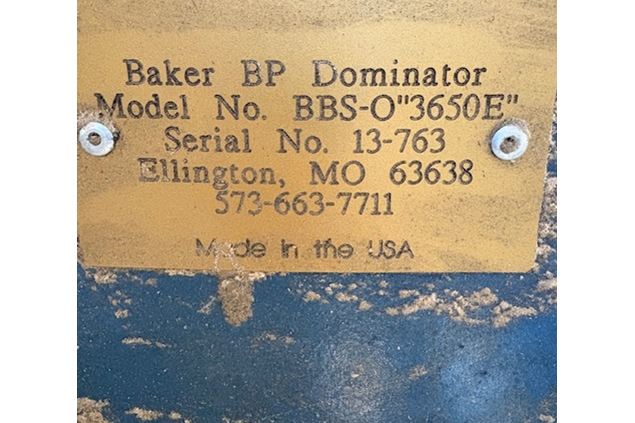 Baker BP Dominator
Model No. BBS-O"3650E"
Serial No. 13-763
Ellington, MO 63638
573-663-7711
Made in the USA